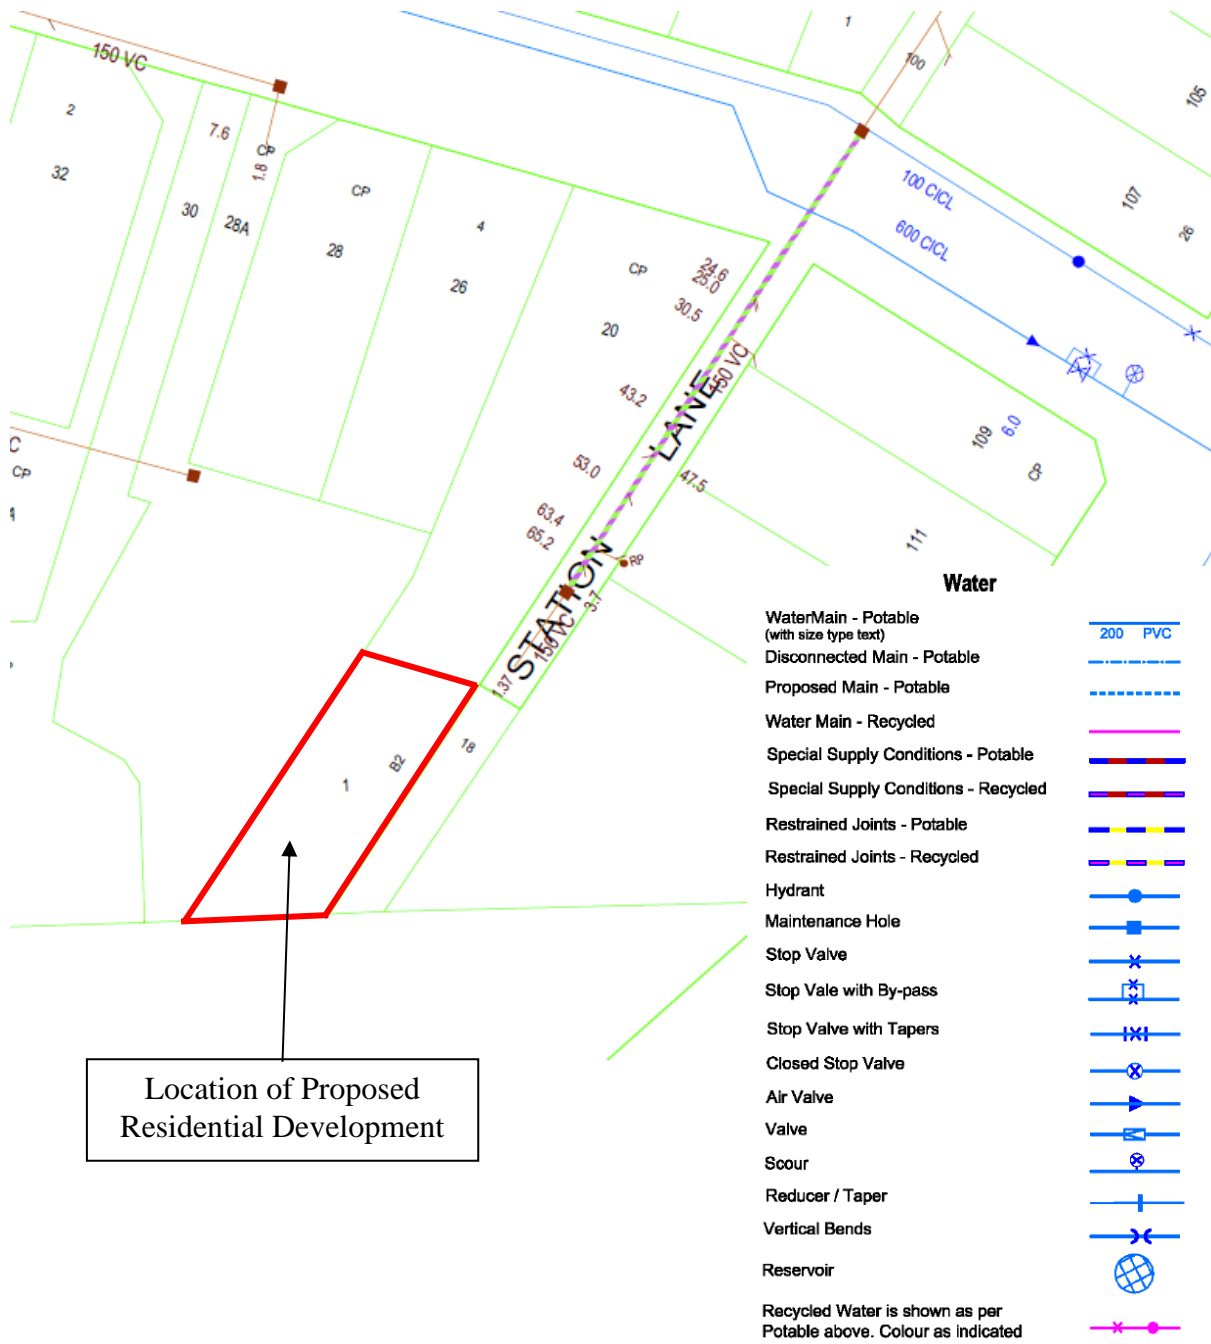 150 VC
1
100
105
2
7.6
CP
1.8
32
CP
107
100 CICL
30
28A
4
26
600 CICL
28
26
CP
24.6
25.0
30.5
20
150 VC
43.2
LANE
109
6.0
C
CP
53.0
47.5
CP
63.4
65.2
111
STATION
RP
3.7
150 VC
1.37
18
B2
1
Location of Proposed
Residential Development
Water
WaterMain - Potable
(with size type text)
200 PVC
Disconnected Main - Potable
Proposed Main - Potable
Water Main - Recycled
Special Supply Conditions - Potable
Special Supply Conditions - Recycled
Restrained Joints - Potable
Restrained Joints - Recycled
Hydrant
Maintenance Hole
Stop Valve
Stop Vale with By-pass
Stop Valve with Tapers
Closed Stop Valve
Air Valve
Valve
Scour
Reducer / Taper
Vertical Bends
Reservoir
Recycled Water is shown as per
Potable above. Colour as indicated